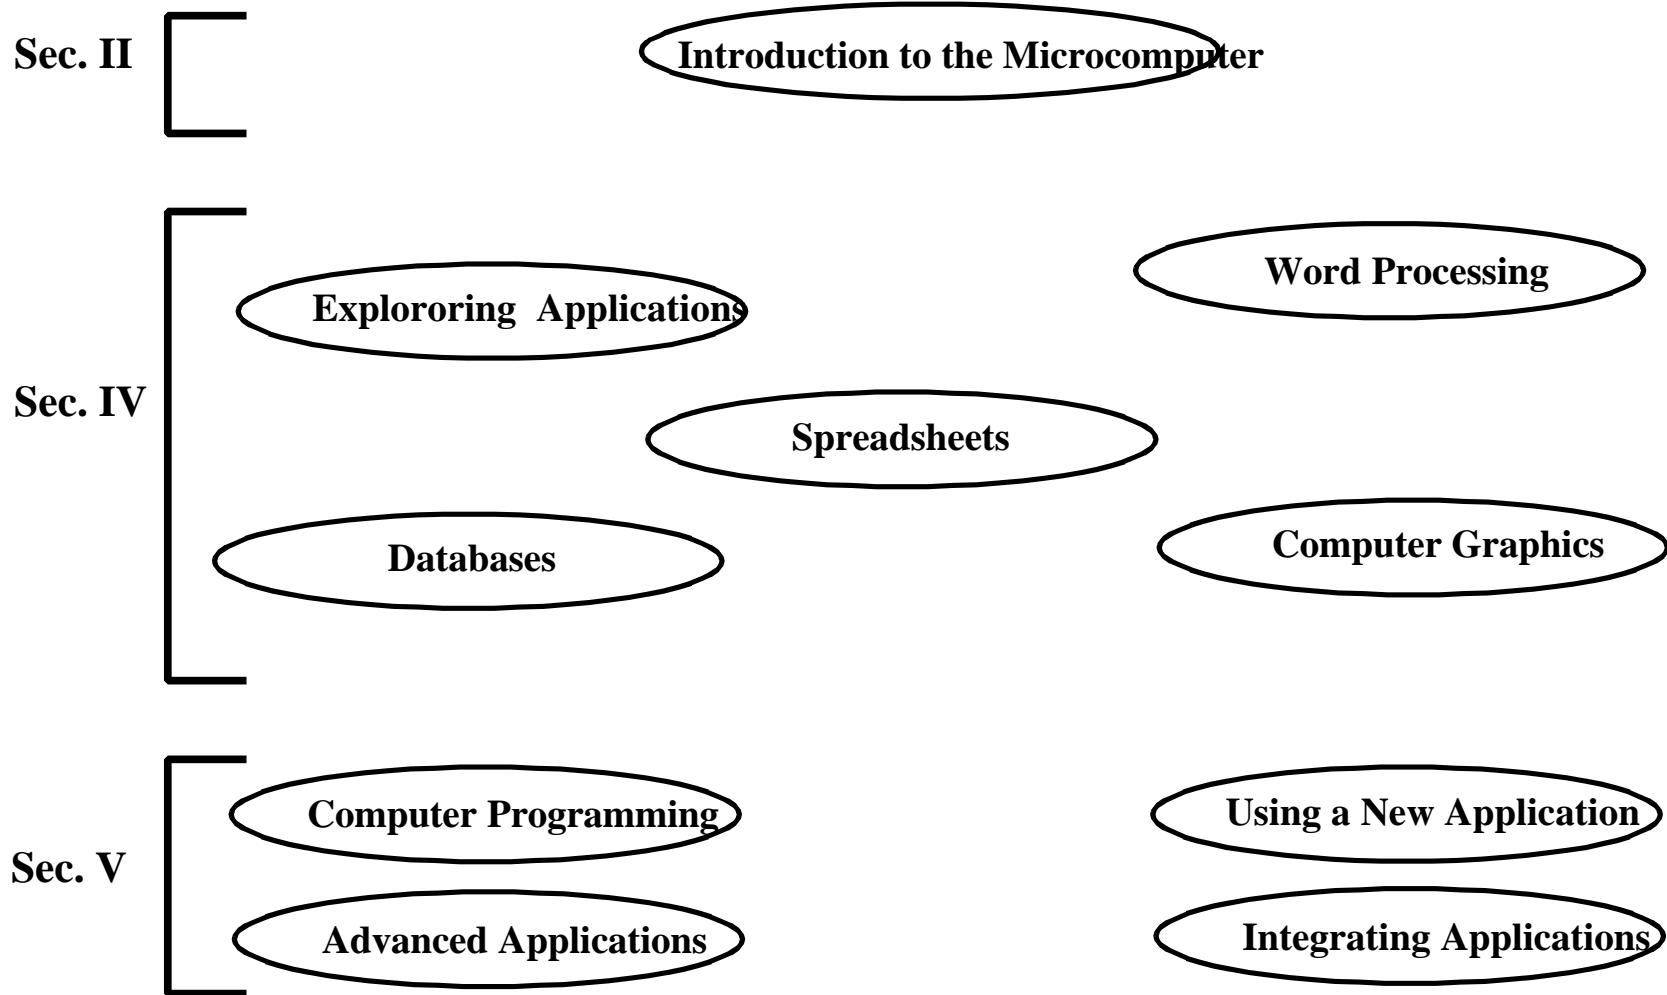 Sec. II
Introduction to the Microcomputer
Word Processing
Explororing Applications
Sec. IV
Spreadsheets
Computer Graphics
Databases
Computer Programming
Using a New Application
Sec. V
Advanced Applications
Integrating Applications